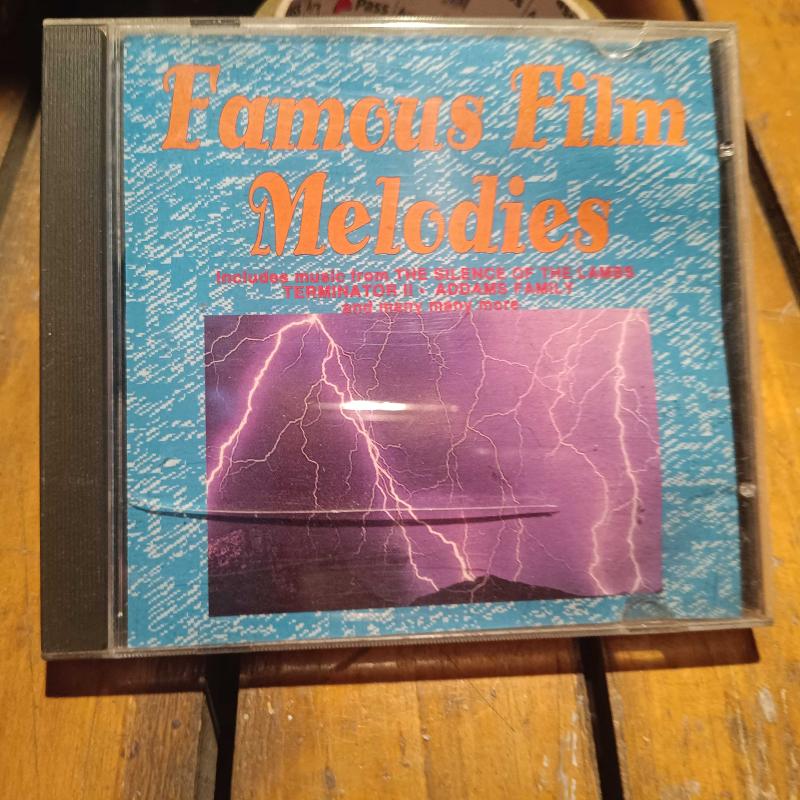 Pass
Famous Film
Melodies
includes music from THE SILENCE OF THE LAMBS
TERMINATOR II • ADDAMS FAMILY
and many many more